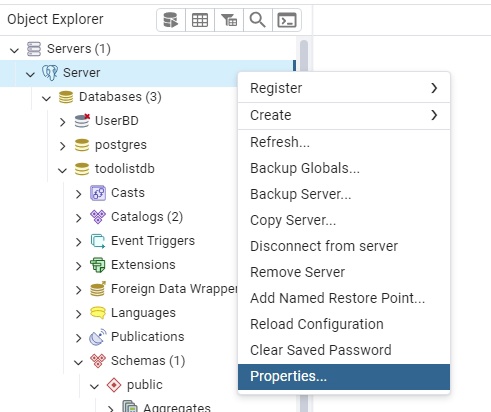 Object Explorer
Servers (1)
Server
Databases (3)
UserBD
postgres
todolistdb
Casts
Catalogs (2)
Event Triggers
Extensions
Foreign Data Wrapper
Languages
Publications
Schemas (1)
public
Aggregates
Register
Create
Refresh...
Backup Globals...
Backup Server...
Copy Server...
Disconnect from server
Remove Server
Add Named Restore Point...
Reload Configuration
Clear Saved Password
Properties...